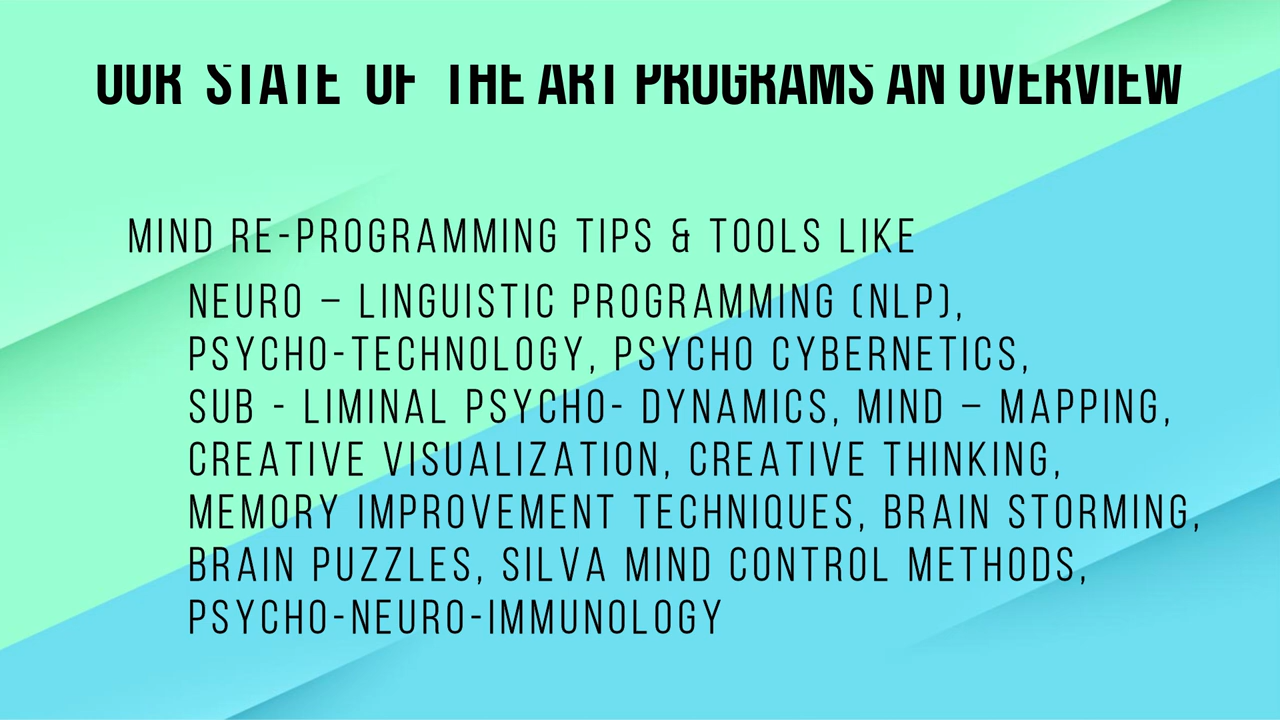 OUR STATE OF THE ART PROGRAMS AN OVERVIEW
MIND RE-PROGRAMMING TIPS & TOOLS LIKE
NEURO – LINGUISTIC PROGRAMMING (NLP),
PSYCHO-TECHNOLOGY, PSYCHO CYBERNETICS,
SUB - LIMINAL PSYCHO- DYNAMICS, MIND – MAPPING,
CREATIVE VISUALIZATION, CREATIVE THINKING,
MEMORY IMPROVEMENT TECHNIQUES, BRAIN STORMING,
BRAIN PUZZLES, SILVA MIND CONTROL METHODS,
PSYCHO-NEURO-IMMUNOLOGY